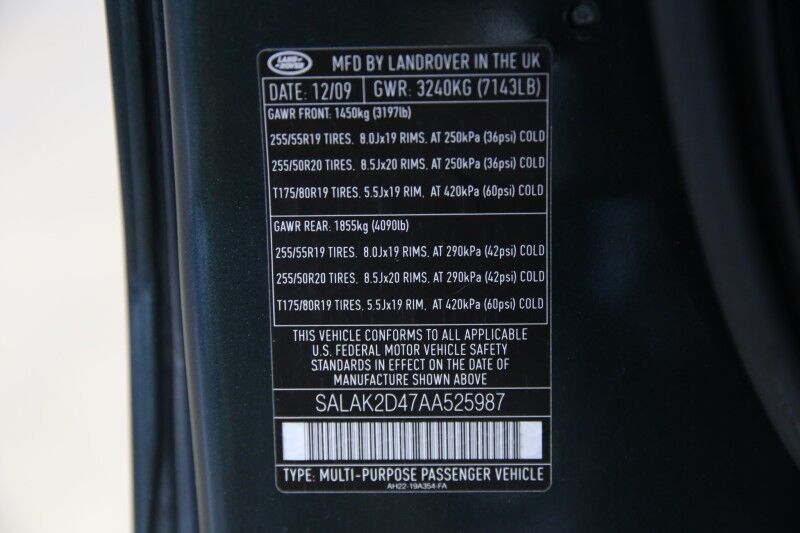 LAND ROVER MFD BY LANDROVER IN THE UK
DATE: 12/09 GWR: 3240KG (7143LB)
GAWR FRONT: 1450kg (3197lb)
255/55R19 TIRES, 8.0Jx19 RIMS, AT 250kPa (36psi) COLD
255/50R20 TIRES, 8.5Jx20 RIMS, AT 250kPa (36psi) COLD
T175/80R19 TIRES, 5.5Jx19 RIM, AT 420kPa (60psi) COLD
GAWR REAR: 1855kg (4090lb)
255/55R19 TIRES, 8.0Jx19 RIMS, AT 290kPa (42psi) COLD
255/50R20 TIRES, 8.5Jx20 RIMS, AT 290kPa (42psi) COLD
T175/80R19 TIRES, 5.5Jx19 RIM, AT 420kPa (60psi) COLD
THIS VEHICLE CONFORMS TO ALL APPLICABLE
U.S. FEDERAL MOTOR VEHICLE SAFETY
STANDARDS IN EFFECT ON THE DATE OF
MANUFACTURE SHOWN ABOVE
SALAK2D47AA525987
TYPE: MULTI-PURPOSE PASSENGER VEHICLE
AH22-19A354-FA